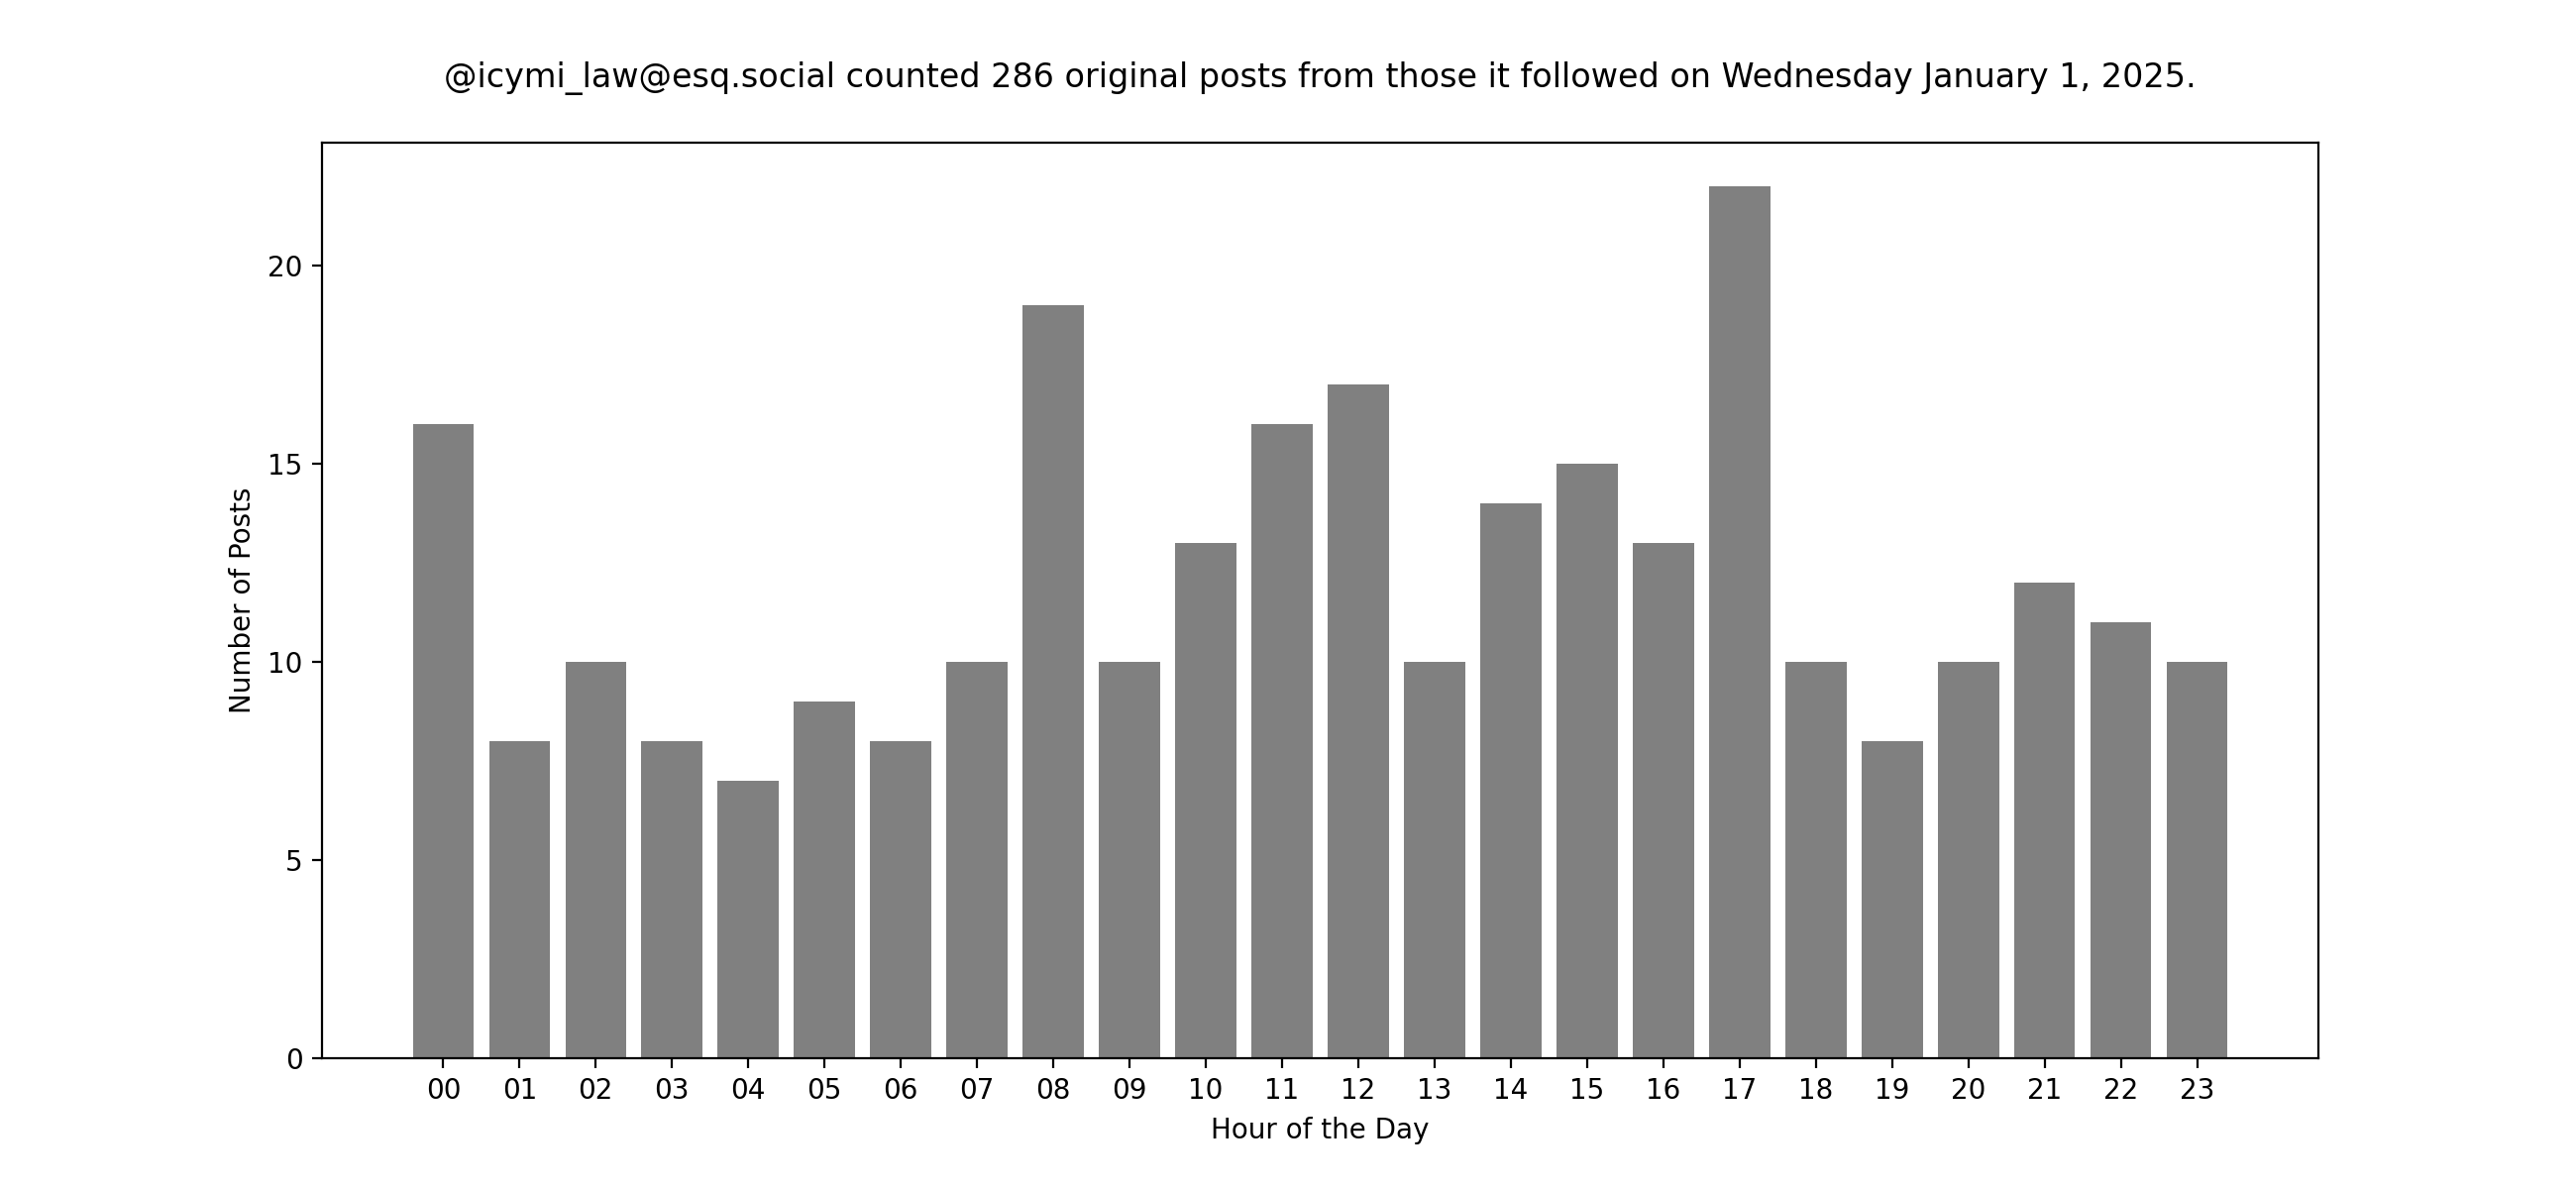 @icymi_law@esq.social counted 286 original posts from those it followed on Wednesday January 1, 2025.
20
15
10
5
0
Number of Posts
00 01 02 03 04 05 06 07 08 09 10 11 12 13 14 15 16 17 18 19 20 21 22 23
Hour of the Day